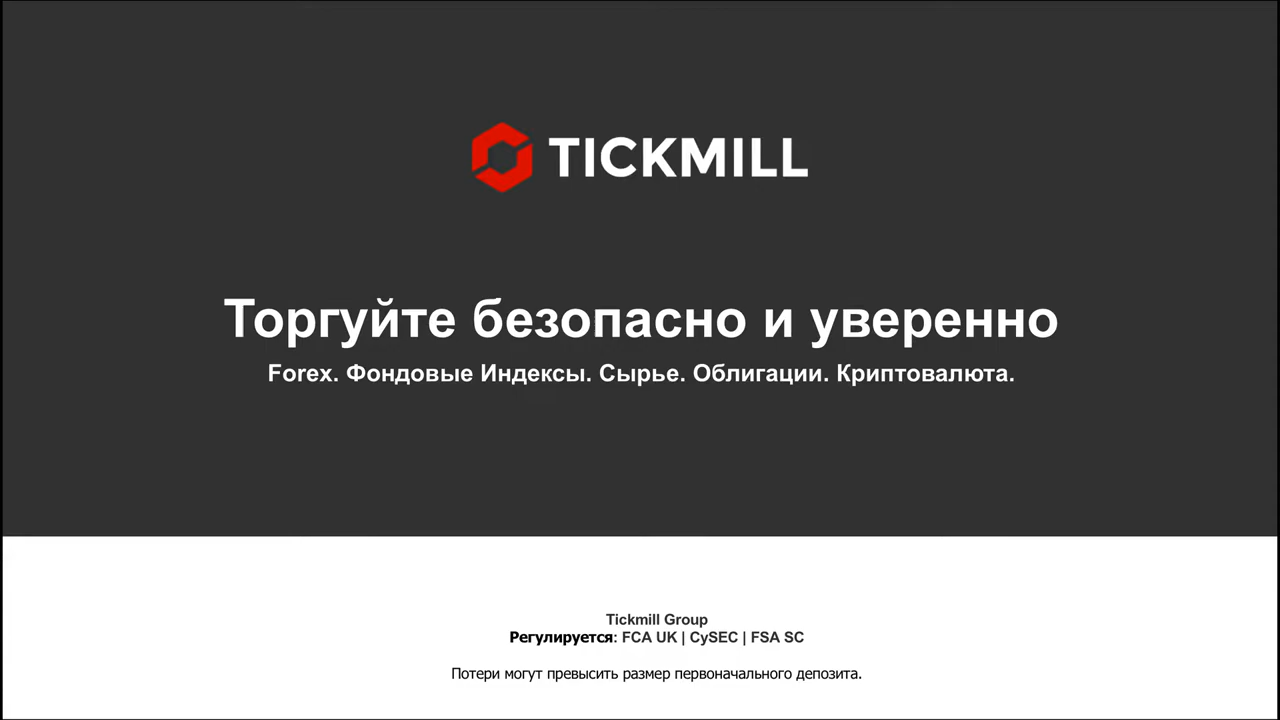 TICKMILL
Торгуйте безопасно и уверенно
Forex. Фондовые Индексы. Сырье. Облигации. Криптовалюта.
Tickmill Group
Регулируется: FCA UK | CySEC | FSA SC
Потери могут превысить размер первоначального депозита.